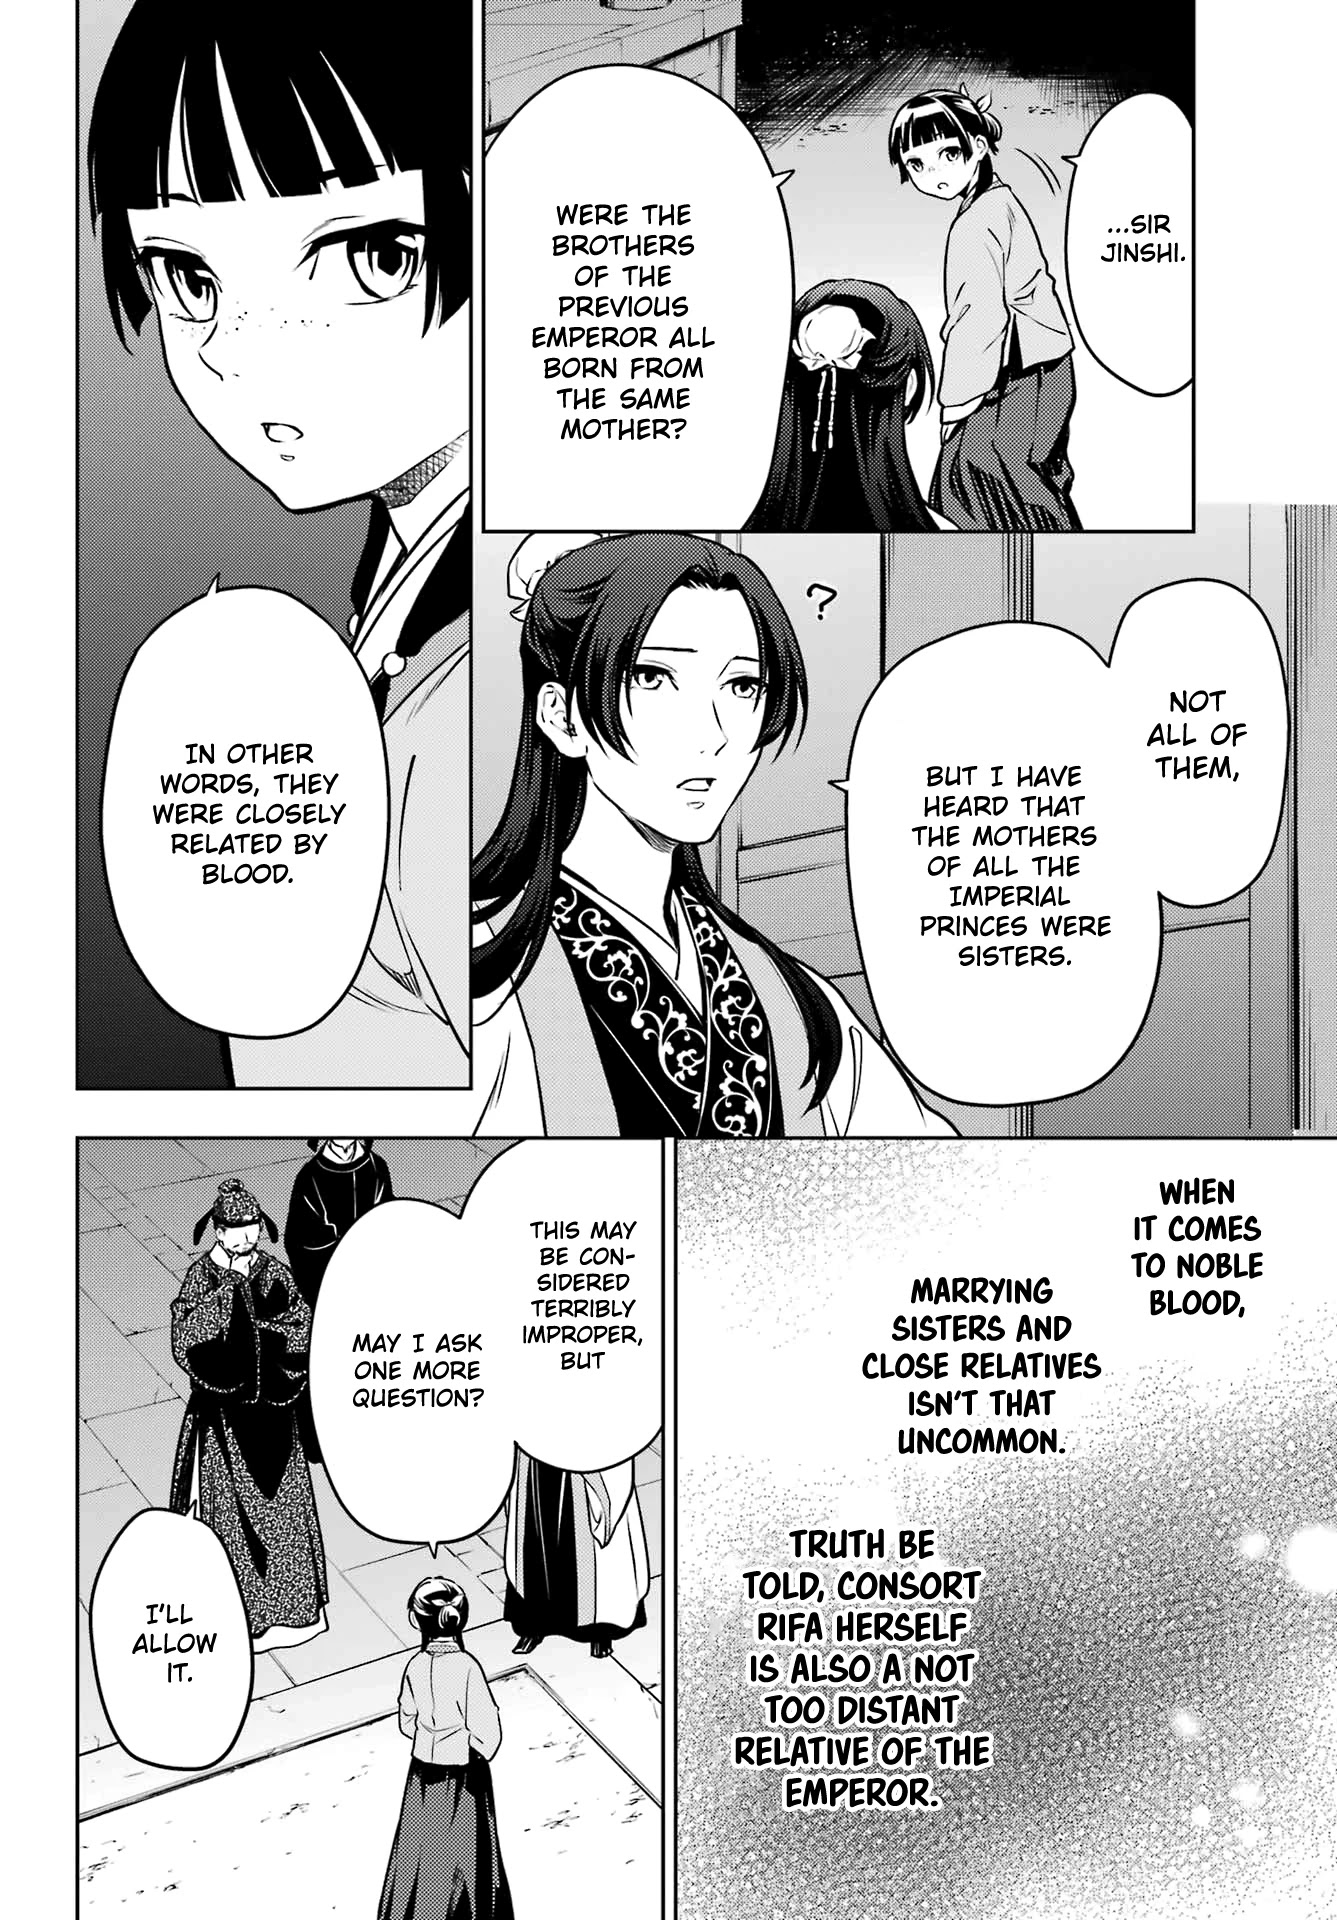 ...SIR
JINSHI.
WERE THE
BROTHERS
OF THE
PREVIOUS
EMPEROR ALL
BORN FROM
THE SAME
MOTHER?
?
NOT
ALL OF
THEM,
BUT I HAVE
HEARD THAT
THE MOTHERS
OF ALL THE
IMPERIAL
PRINCES WERE
SISTERS.
IN OTHER
WORDS, THEY
WERE CLOSELY
RELATED BY
BLOOD.
WHEN
IT COMES
TO NOBLE
BLOOD,
MARRYING
SISTERS AND
CLOSE RELATIVES
ISN'T THAT
UNCOMMON.
TRUTH BE
TOLD, CONSORT
RIFA HERSELF
IS ALSO A NOT
TOO DISTANT
RELATIVE OF THE
EMPEROR.
THIS MAY
BE CON-
SIDERED
TERRIBLY
IMPROPER,
BUT
MAY I ASK
ONE MORE
QUESTION?
I'LL
ALLOW
IT.